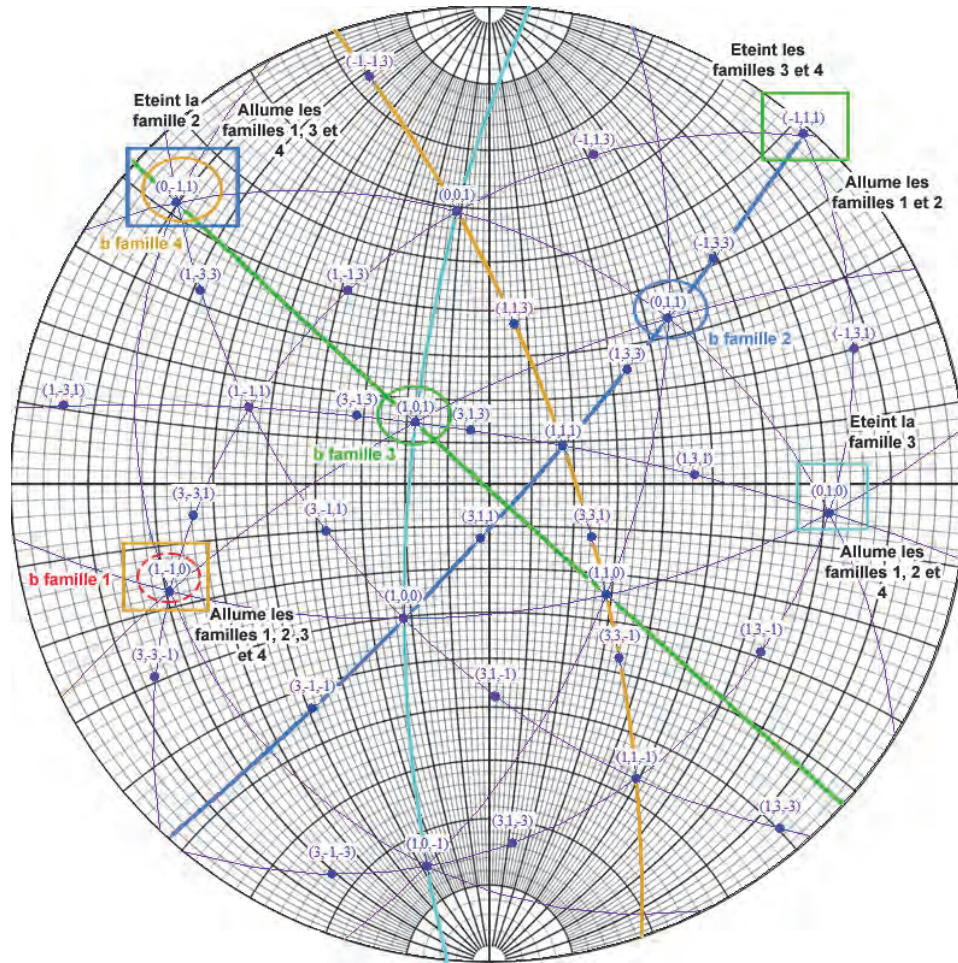 (-1,-1,3)
Eteint les
familles 3 et 4
Eteint la
famille 2
Allume les
familles 1, 3 et
4
(-1,1,1)
(-1,1,3)
(0,-1,1)
(0,0,1)
Allume les
familles 1 et 2
b famille 4
(-1,3,3)
(1,-3,3)
(1,-1,3)
(0,1,1)
(1,1,3)
b famille 2
(-1,3,1)
(1,3,3)
(1,-3,1)
(1,-1,1)
(3,-1,3)
(1,0,1)
(3,1,3)
(1,1,1)
Eteint la
famille 3
b famille 3
(1,3,1)
(0,1,0)
(3,-3,1)
(3,-1,1)
(3,1,1)
(3,3,1)
Allume les
familles 1, 2 et
4
b famille 1
(1,-1,0)
(1,1,0)
(1,0,0)
Allume les
familles 1, 2 ,3
et 4
(3,3,-1)
(1,3,-1)
(3,-3,-1)
(3,1,-1)
(3,-1,-1)
(1,1,-1)
(1,3,-3)
(3,-1,-3)
(1,0,-1)
(3,1,-3)